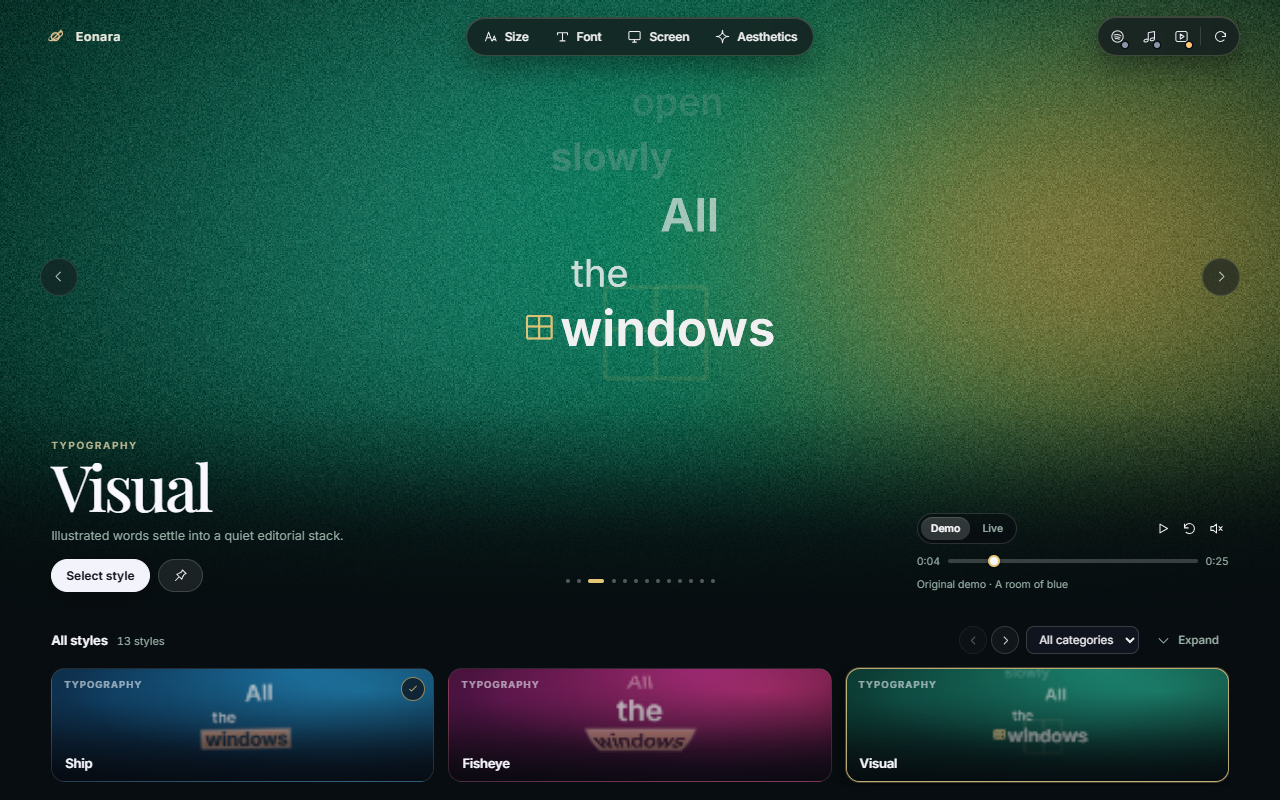 Eonara
Size Font Screen Aesthetics
open
slowly
All
the
windows
TYPOGRAPHY
Visual
Illustrated words settle into a quiet editorial stack.
Select style
Demo Live
0:04 0:25
Original demo · A room of blue
All styles 13 styles
All categories Expand
TYPOGRAPHY
All
the
windows
Ship
TYPOGRAPHY
All
the
windows
Fisheye
TYPOGRAPHY
slowly
All
the
windows
Visual